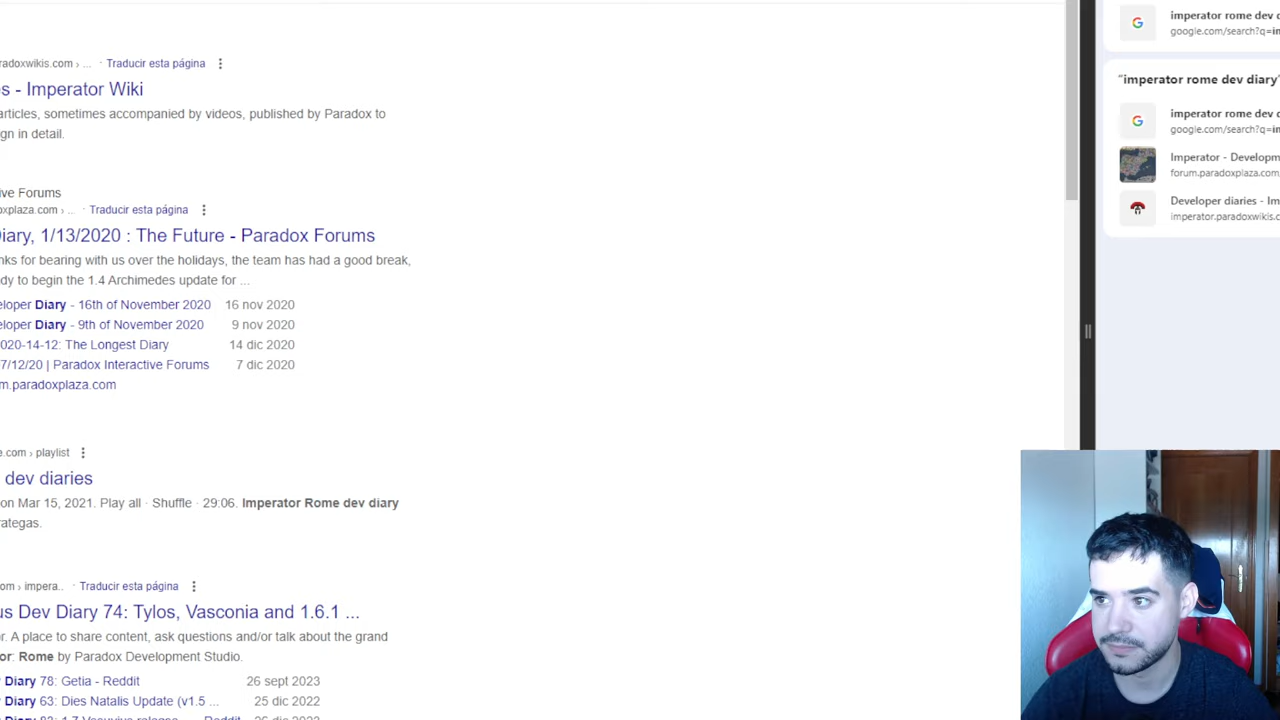 radoxwikis.com › ... · Traducir esta página
s - Imperator Wiki
articles, sometimes accompanied by videos, published by Paradox to
gn in detail.
ive Forums
oxplaza.com › ... · Traducir esta página
iary, 1/13/2020 : The Future - Paradox Forums
nks for bearing with us over the holidays, the team has had a good break,
dy to begin the 1.4 Archimedes update for ...
eloper Diary - 16th of November 2020 16 nov 2020
eloper Diary - 9th of November 2020 9 nov 2020
020-14-12: The Longest Diary 14 dic 2020
7/12/20 | Paradox Interactive Forums 7 dic 2020
m.paradoxplaza.com
e.com › playlist
dev diaries
on Mar 15, 2021. Play all · Shuffle · 29:06. Imperator Rome dev diary
rategas.
om › impera.. · Traducir esta página
us Dev Diary 74: Tylos, Vasconia and 1.6.1 ...
r. A place to share content, ask questions and/or talk about the grand
or: Rome by Paradox Development Studio.
Diary 78: Getia - Reddit 26 sept 2023
Diary 63: Dies Natalis Update (v1.5 ... 25 dic 2022
imperator rome dev d
google.com/search?q=im
"imperator rome dev diary"
imperator rome dev d
google.com/search?q=im
Imperator - Developm
forum.paradoxplaza.com
Developer diaries - Im
imperator.paradoxwikis.c